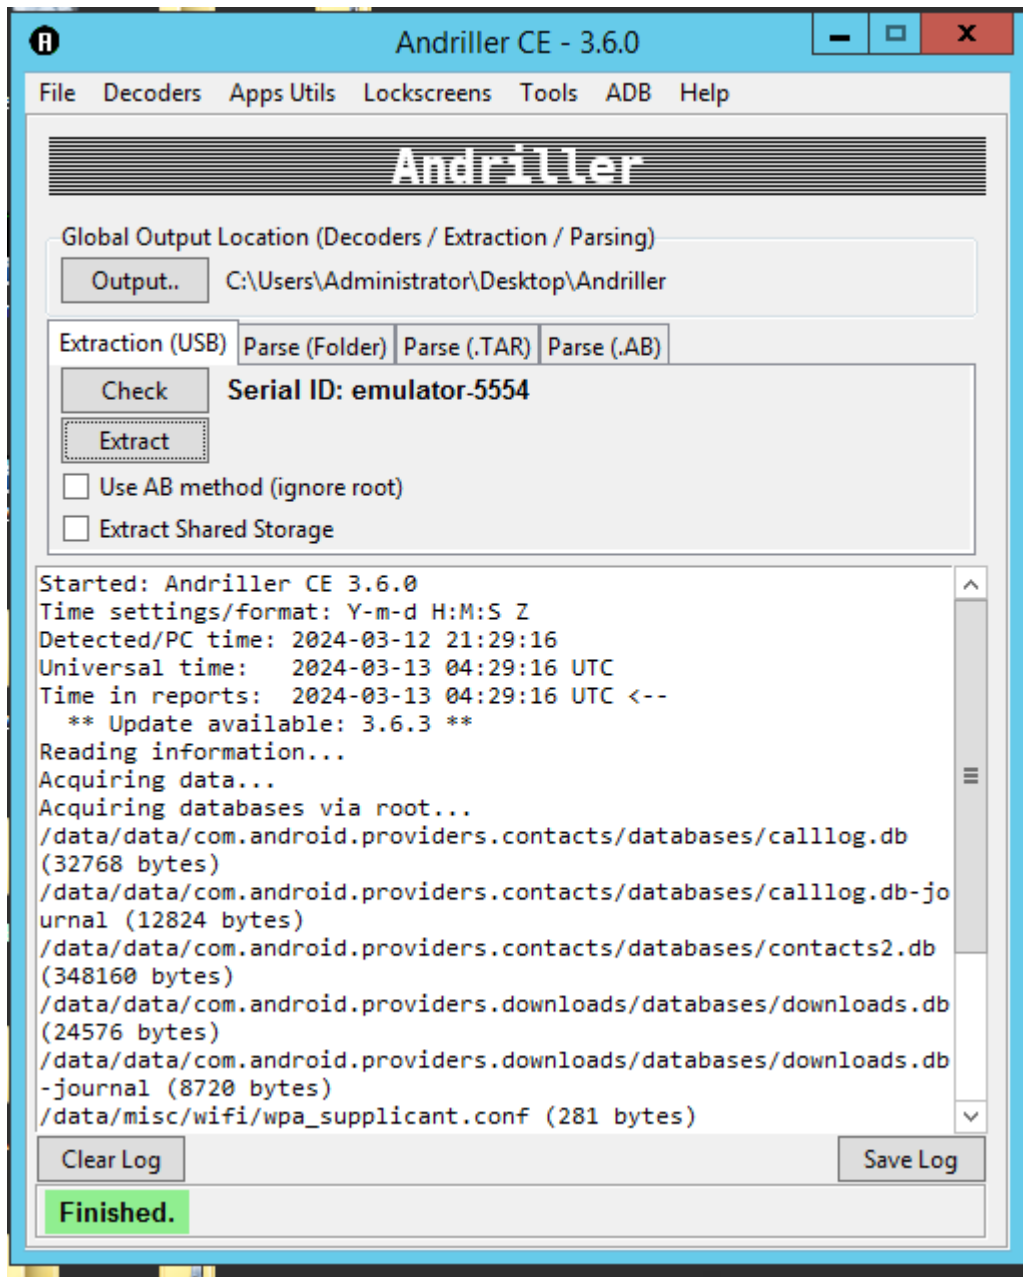 Andriller CE - 3.6.0
File Decoders Apps Utils Lockscreens Tools ADB Help
Andriller
Global Output Location (Decoders / Extraction / Parsing)
Output.. C:\Users\Administrator\Desktop\Andriller
Extraction (USB) Parse (Folder) Parse (.TAR) Parse (.AB)
Check Serial ID: emulator-5554
Extract
Use AB method (ignore root)
Extract Shared Storage
Started: Andriller CE 3.6.0
Time settings/format: Y-m-d H:M:S Z
Detected/PC time: 2024-03-12 21:29:16
Universal time:   2024-03-13 04:29:16 UTC
Time in reports:  2024-03-13 04:29:16 UTC <--
  ** Update available: 3.6.3 **
Reading information...
Acquiring data...
Acquiring databases via root...
/data/data/com.android.providers.contacts/databases/calllog.db
(32768 bytes)
/data/data/com.android.providers.contacts/databases/calllog.db-jo
urnal (12824 bytes)
/data/data/com.android.providers.contacts/databases/contacts2.db
(348160 bytes)
/data/data/com.android.providers.downloads/databases/downloads.db
(24576 bytes)
/data/data/com.android.providers.downloads/databases/downloads.db
-journal (8720 bytes)
/data/misc/wifi/wpa_supplicant.conf (281 bytes)
Clear Log Save Log
Finished.